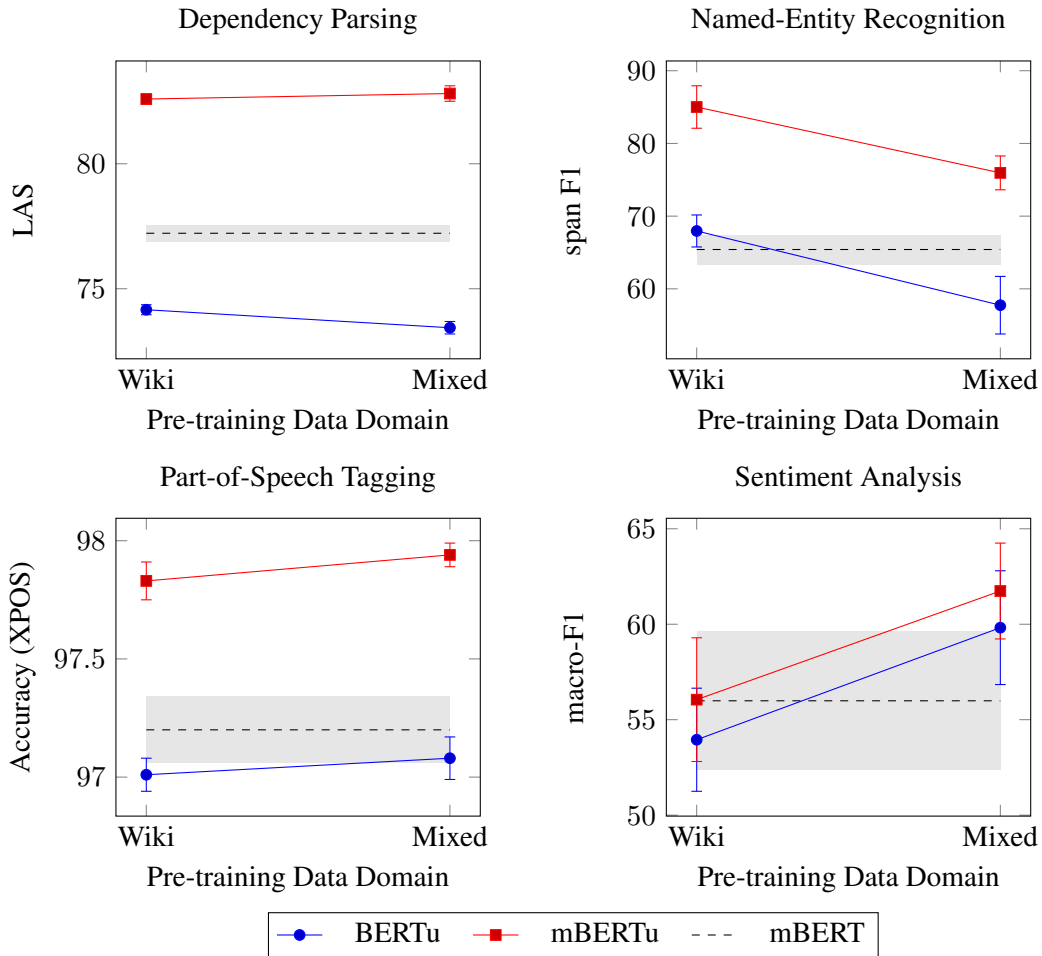 Dependency Parsing
LAS
80
75
Wiki
Mixed
Pre-training Data Domain
Named-Entity Recognition
span F1
90
80
70
60
Wiki
Mixed
Pre-training Data Domain
Part-of-Speech Tagging
Accuracy (XPOS)
98
97.5
97
Wiki
Mixed
Pre-training Data Domain
Sentiment Analysis
macro-F1
65
60
55
50
Wiki
Mixed
Pre-training Data Domain
BERTu
mBERTu
mBERT